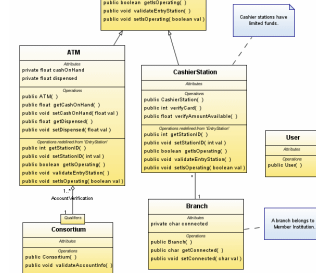 public boolean getIsOperating( )
public void validateEntryStation( )
public void setIsOperating( boolean val )
Cashier stations have
limited funds.
ATM
Attributes
private float cashOnHand
private float dispensed
Operations
public ATM( )
public float getCashOnHand( )
public void setCashOnHand( float val )
public float getDispensed( )
public void setDispensed( float val )
Operations redefined from 'EntryStation'
public int getStationID( )
public void setStationID( int val )
public boolean getIsOperating( )
public void validateEntryStation( )
public void setIsOperating( boolean val )
CashierStation
Attributes
Operations
public CashierStation( )
public int verifyCard( )
public float verifyAmountAvailable( )
Operations redefined from 'EntryStation'
public int getStationID( )
public void setStationID( int val )
public boolean getIsOperating( )
public void validateEntryStation( )
public void setIsOperating( boolean val )
User
Attributes
Operations
public User( )
1..*
AccountVerification
Qualifiers
Consortium
Attributes
Operations
public Consortium( )
public void validateAccountInfo( )
1
Branch
Attributes
private char connected
Operations
public Branch( )
public char getConnected( )
public void setConnected( char val )
A branch belongs to
Member Institution.